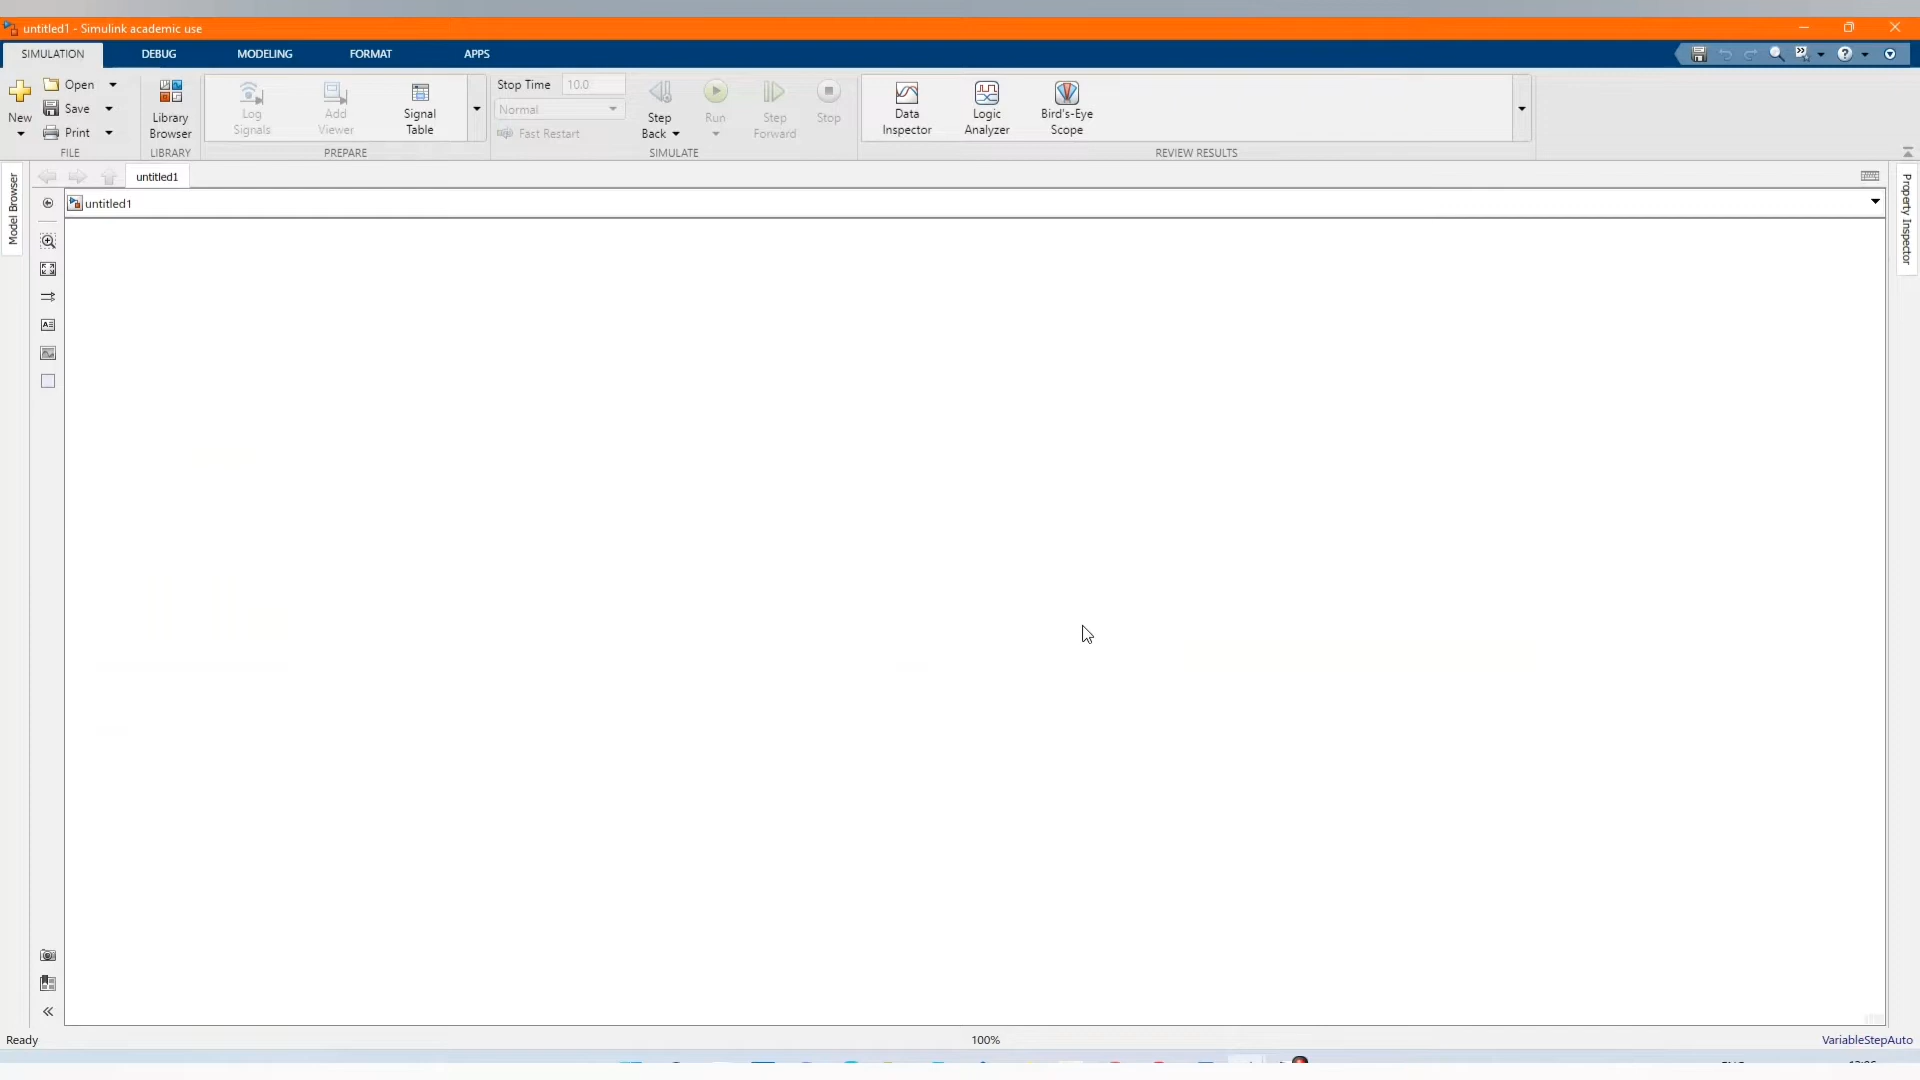 untitled1 - Simulink academic use
SIMULATION DEBUG MODELING FORMAT APPS
New
Open
Save
Print
FILE
Library
Browser
LIBRARY
Log
Signals
Add
Viewer
Signal
Table
PREPARE
Stop Time 10.0
Normal
Fast Restart
Step
Back
Run
Step
Forward
Stop
SIMULATE
Data
Inspector
Logic
Analyzer
Bird's-Eye
Scope
REVIEW RESULTS
Model Browser
untitled1
untitled1
Property Inspector
Ready 100% VariableStepAuto